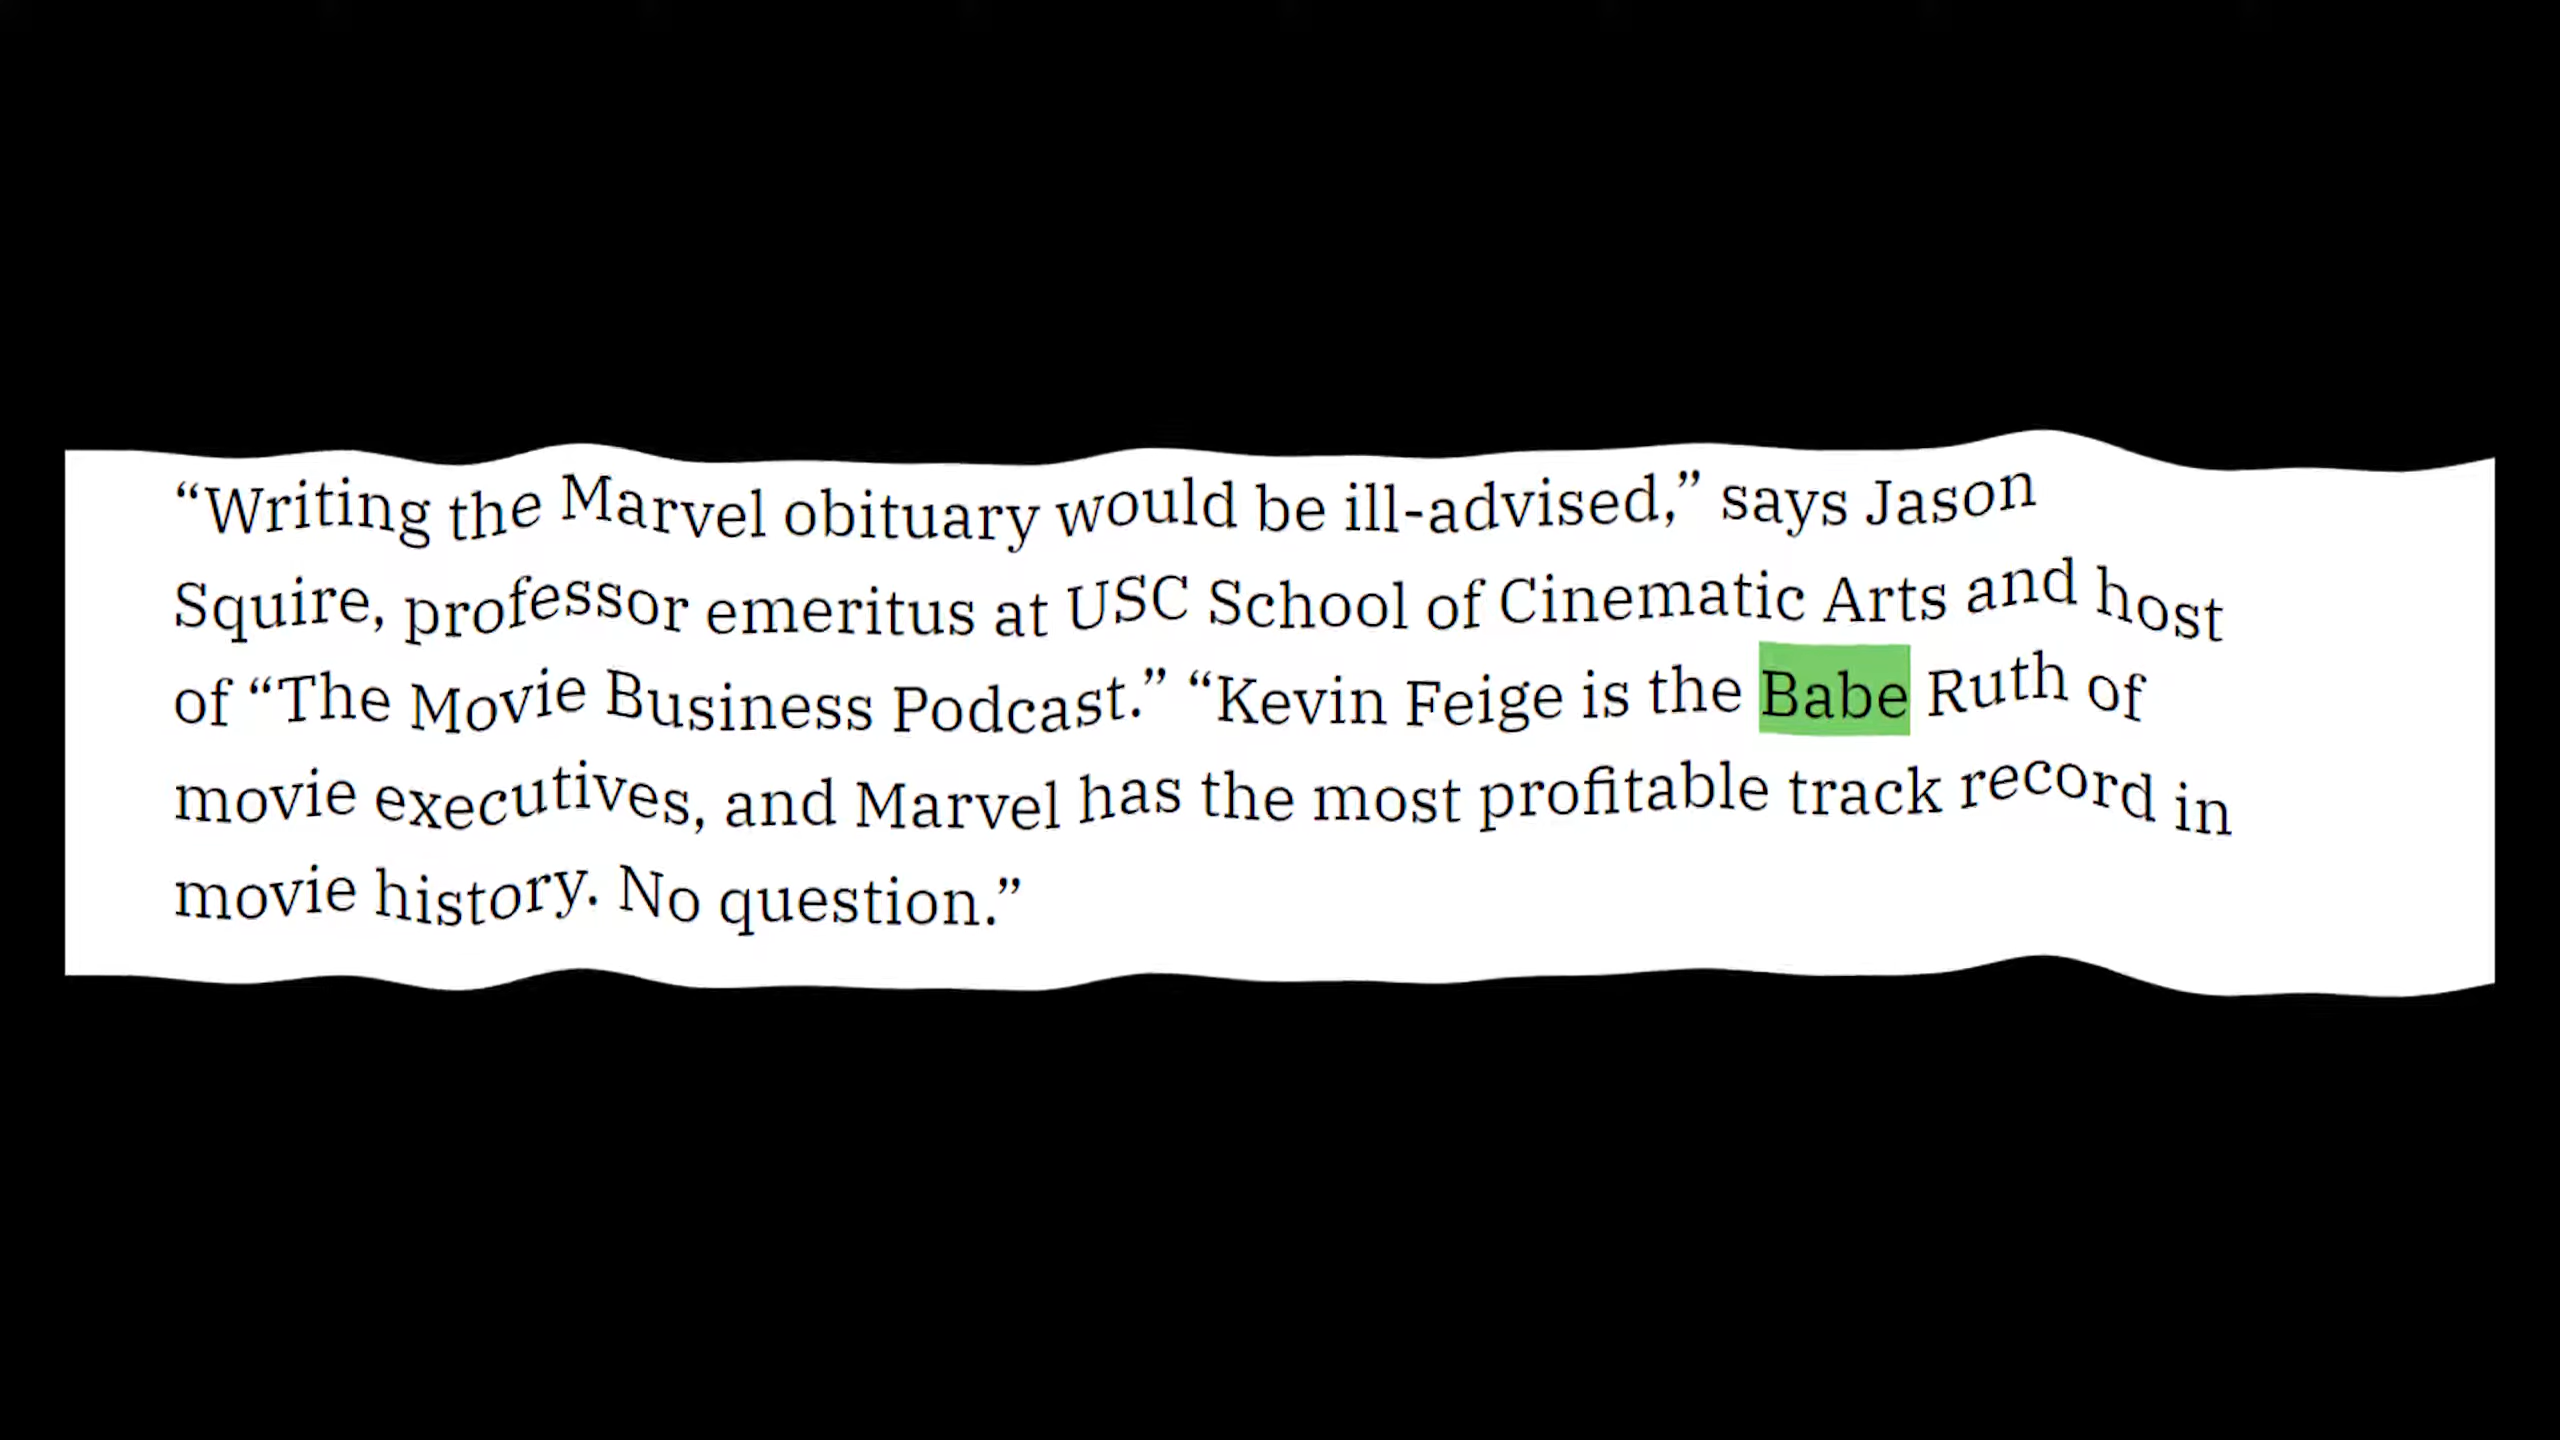 “Writing the Marvel obituary would be ill-advised,” says Jason
Squire, professor emeritus at USC School of Cinematic Arts and host
of “The Movie Business Podcast.” “Kevin Feige is the Babe Ruth of
movie executives, and Marvel has the most profitable track record in
movie history. No question.”